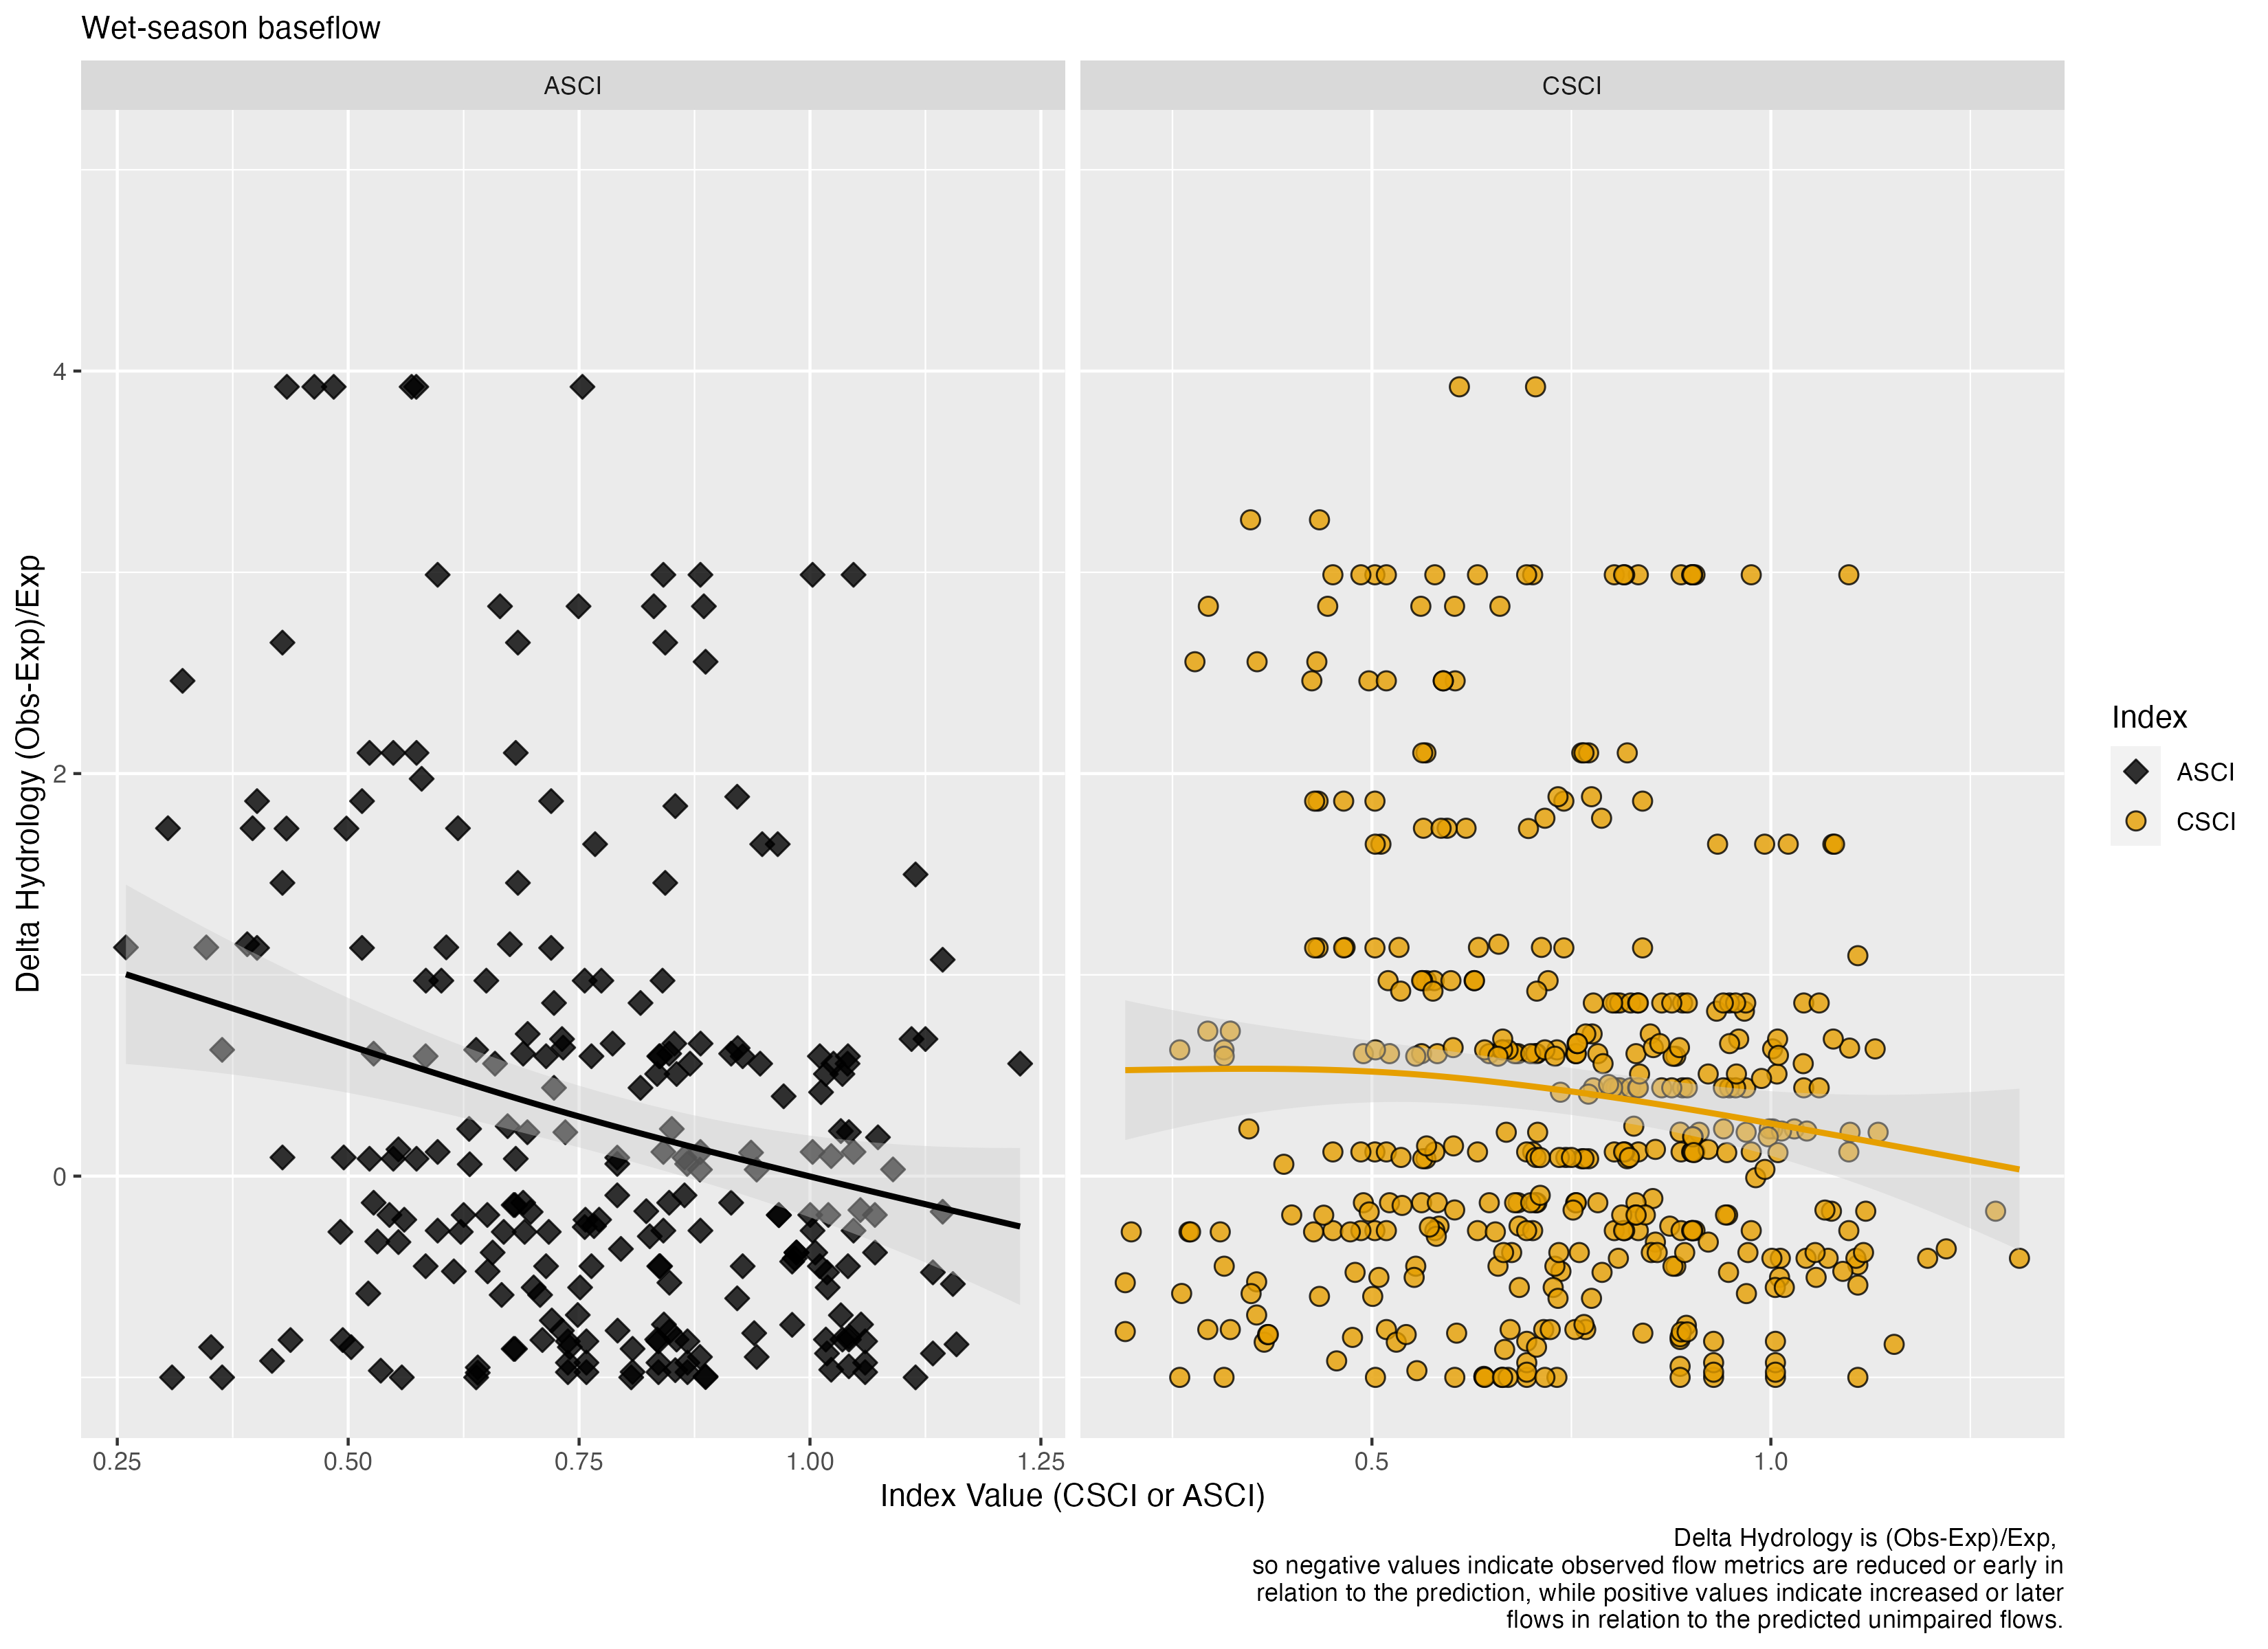 Wet-season baseflow
ASCI
CSCI
Delta Hydrology (Obs-Exp)/Exp
4
2
0
0.25
0.50
0.75
1.00
1.25
0.5
1.0
Index Value (CSCI or ASCI)
Index
ASCI
CSCI
Delta Hydrology is (Obs-Exp)/Exp,
so negative values indicate observed flow metrics are reduced or early in
relation to the prediction, while positive values indicate increased or later
flows in relation to the predicted unimpaired flows.